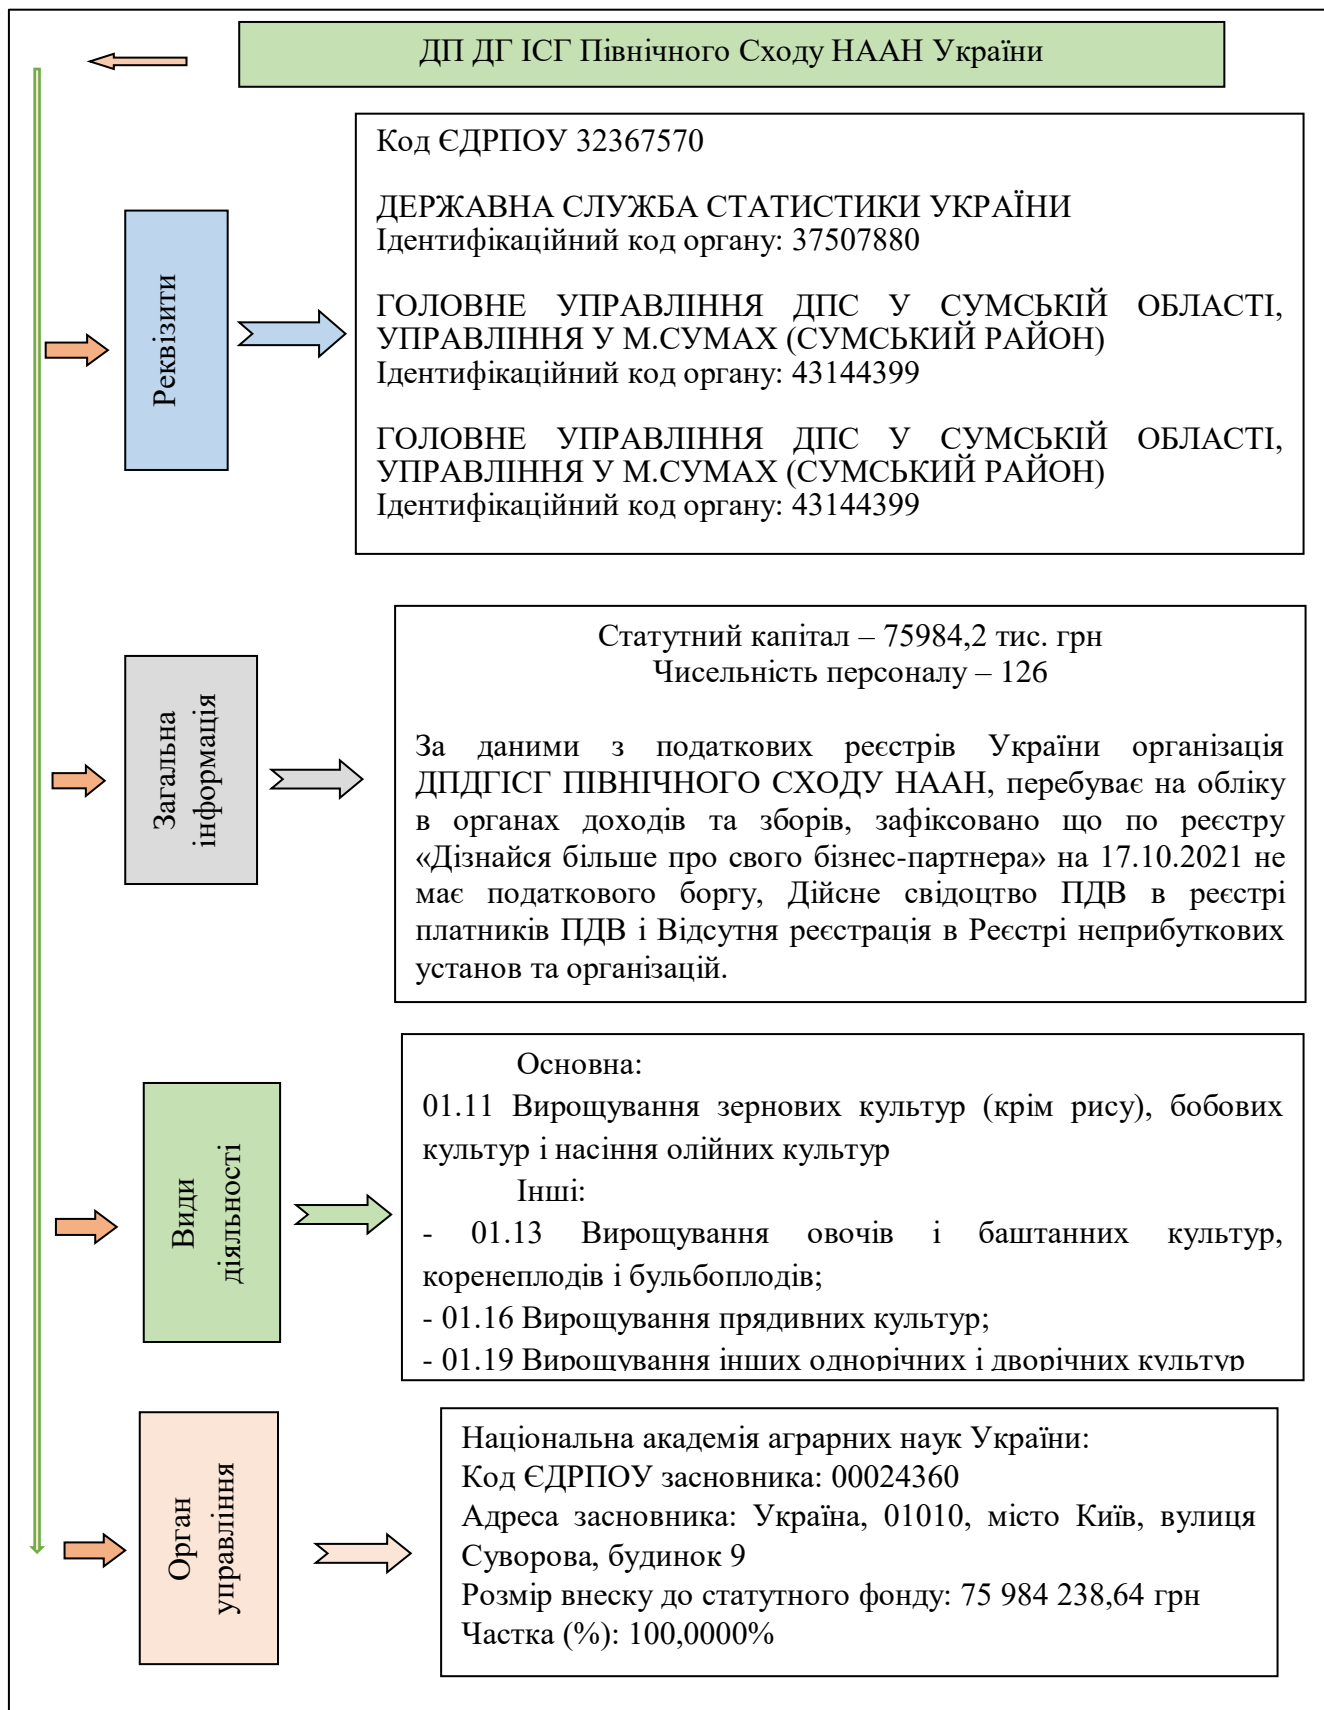 ДП ДГ ІСГ Північного Сходу НААН України
Реквізити
Код ЄДРПОУ 32367570
ДЕРЖАВНА СЛУЖБА СТАТИСТИКИ УКРАЇНИ
Ідентифікаційний код органу: 37507880
ГОЛОВНЕ УПРАВЛІННЯ ДПС У СУМСЬКІЙ ОБЛАСТІ,
УПРАВЛІННЯ У М.СУМАХ (СУМСЬКИЙ РАЙОН)
Ідентифікаційний код органу: 43144399
ГОЛОВНЕ УПРАВЛІННЯ ДПС У СУМСЬКІЙ ОБЛАСТІ,
УПРАВЛІННЯ У М.СУМАХ (СУМСЬКИЙ РАЙОН)
Ідентифікаційний код органу: 43144399
Загальна
інформація
Статутний капітал – 75984,2 тис. грн
Чисельність персоналу – 126
За даними з податкових реєстрів України організація
ДПДГІСГ ПІВНІЧНОГО СХОДУ НААН, перебуває на обліку
в органах доходів та зборів, зафіксовано що по реєстру
«Дізнайся більше про свого бізнес-партнера» на 17.10.2021 не
має податкового боргу, Дійсне свідоцтво ПДВ в реєстрі
платників ПДВ і Відсутня реєстрація в Реєстрі неприбуткових
установ та організацій.
Види
діяльності
Основна:
01.11 Вирощування зернових культур (крім рису), бобових
культур і насіння олійних культур
Інші:
- 01.13 Вирощування овочів і баштанних культур,
коренеплодів і бульбоплодів;
- 01.16 Вирощування прядивних культур;
- 01.19 Вирощування інших однорічних і дворічних культур
Орган
управління
Національна академія аграрних наук України:
Код ЄДРПОУ засновника: 00024360
Адреса засновника: Україна, 01010, місто Київ, вулиця
Суворова, будинок 9
Розмір внеску до статутного фонду: 75 984 238,64 грн
Частка (%): 100,0000%